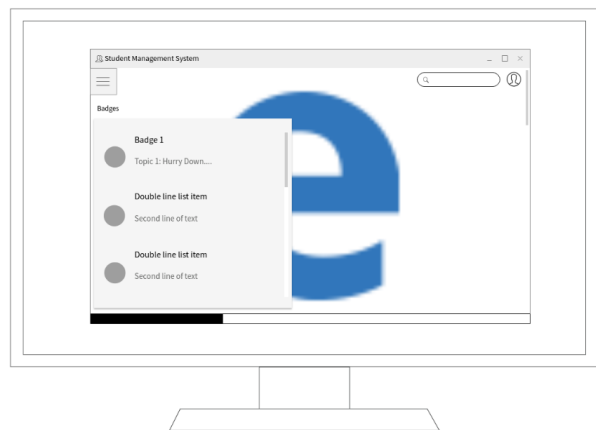 Student Management System
Badges
Badge 1
Topic 1: Hurry Down....
Double line list item
Second line of text
Double line list item
Second line of text